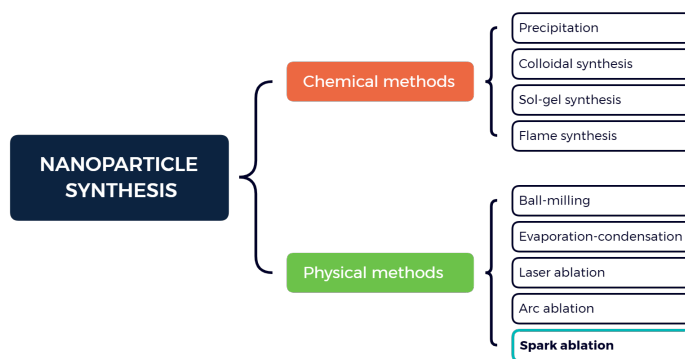 NANOPARTICLE
SYNTHESIS
Chemical methods
Precipitation
Colloidal synthesis
Sol-gel synthesis
Flame synthesis
Physical methods
Ball-milling
Evaporation-condensation
Laser ablation
Arc ablation
Spark ablation